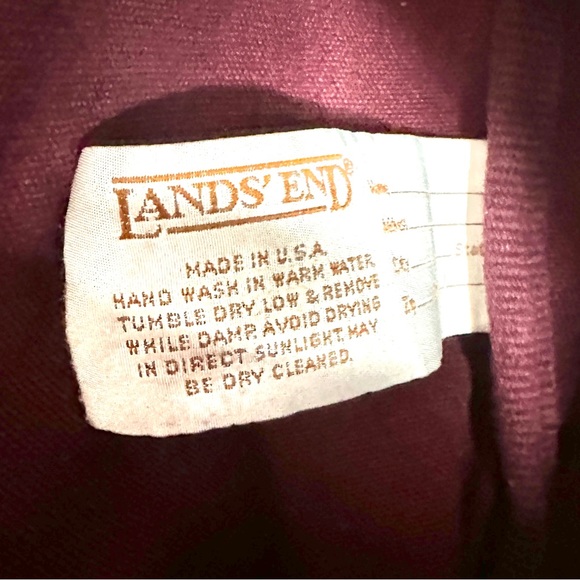 LANDS' END®
MADE IN U.S.A.
HAND WASH IN WARM WATER
TUMBLE DRY LOW & REMOVE
WHILE DAMP. AVOID DRYING
IN DIRECT SUNLIGHT. MAY
BE DRY CLEANED.